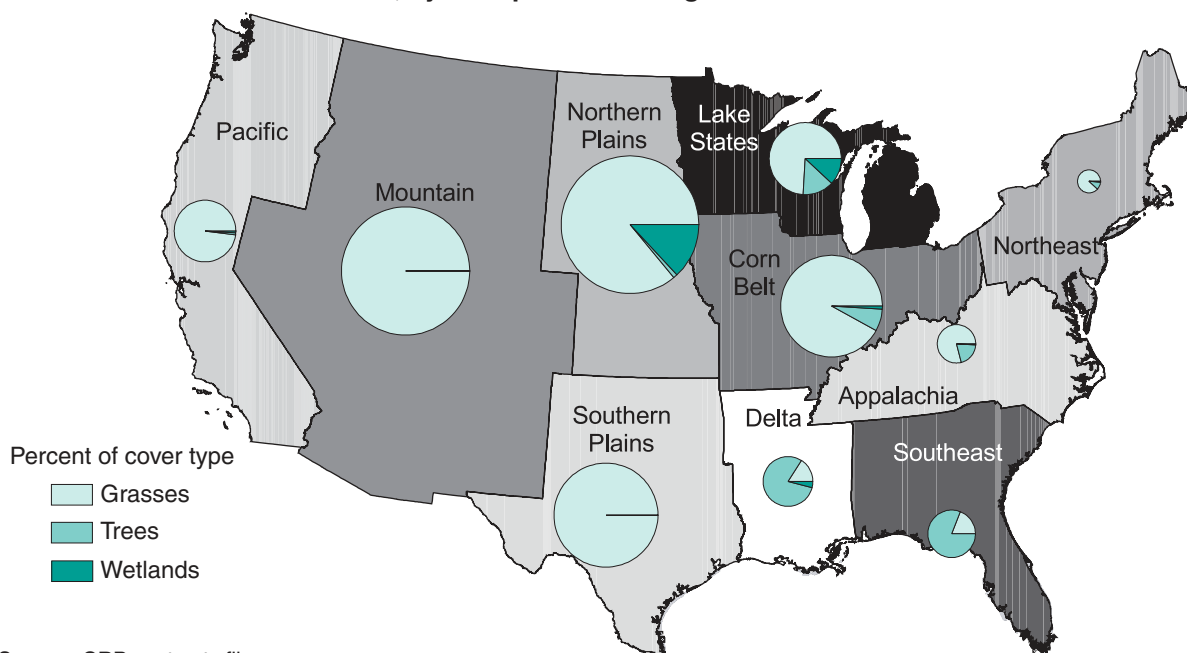 Pacific
Mountain
Northern
Plains
Lake
States
Northeast
Corn
Belt
Appalachia
Southern
Plains
Delta
Southeast
Percent of cover type
Grasses
Trees
Wetlands